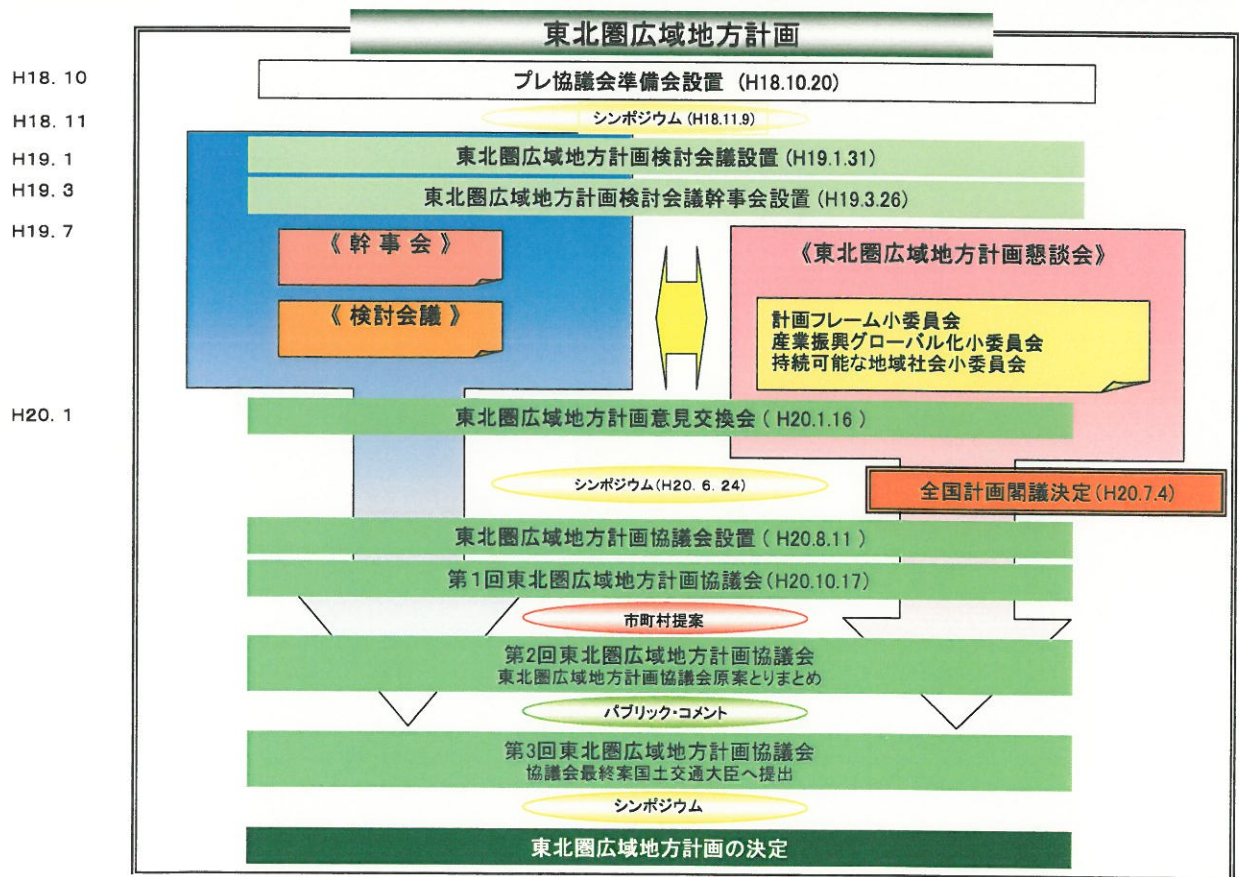 東北圏広域地方計画
H18.10
プレ協議会準備会設置 (H18.10.20)
H18.11
シンポジウム (H18.11.9)
H19.1
東北圏広域地方計画検討会議設置 (H19.1.31)
H19.3
東北圏広域地方計画検討会議幹事会設置 (H19.3.26)
H19.7
《 幹 事 会 》
《 検討会議 》
《東北圏広域地方計画懇談会》
計画フレーム小委員会
産業振興グローバル化小委員会
持続可能な地域社会小委員会
H20.1
東北圏広域地方計画意見交換会 ( H20.1.16 )
シンポジウム(H20. 6. 24)
全国計画閣議決定(H20.7.4)
東北圏広域地方計画協議会設置 ( H20.8.11 )
第1回東北圏広域地方計画協議会(H20.10.17)
市町村提案
第2回東北圏広域地方計画協議会
東北圏広域地方計画協議会原案とりまとめ
パブリック・コメント
第3回東北圏広域地方計画協議会
協議会最終案国土交通大臣へ提出
シンポジウム
東北圏広域地方計画の決定